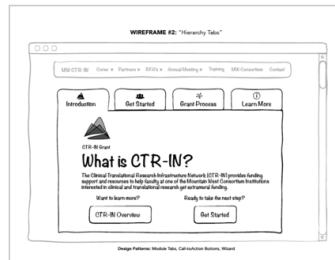 WIREFRAME #2: "Hierarchy Tabs"
MW CTR-IN Cores ▾ Partners ▾ RFA's ▾ Annual Meeting ▾ Training MW Consortium Contact
Introduction Get Started Grant Process Learn More
CTR-IN Grant
What is CTR-IN?
The Clinical Translational Research Infrastructure Network (CTR-IN) provides funding
support and resources to help faculty at one of the Mountain West Consortium Institutions
interested in clinical and translational research get extramural funding.
Want to learn more? Ready to take the next step?
CTR-IN Overview Get Started
Design Patterns: Module Tabs, Call-to-Action Buttons, Wizard